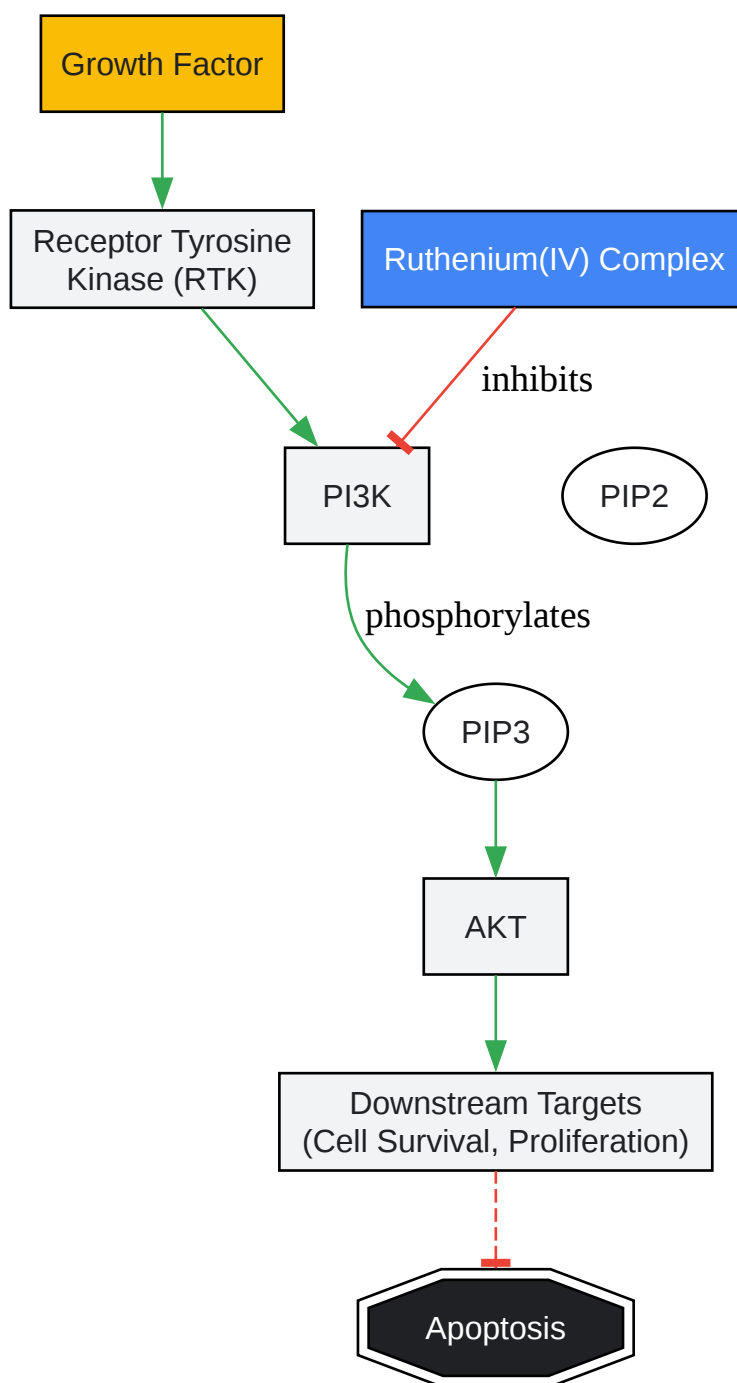 Growth Factor
Receptor Tyrosine
Kinase (RTK)
Ruthenium(IV) Complex
inhibits
PI3K
PIP2
phosphorylates
PIP3
AKT
Downstream Targets
(Cell Survival, Proliferation)
Apoptosis